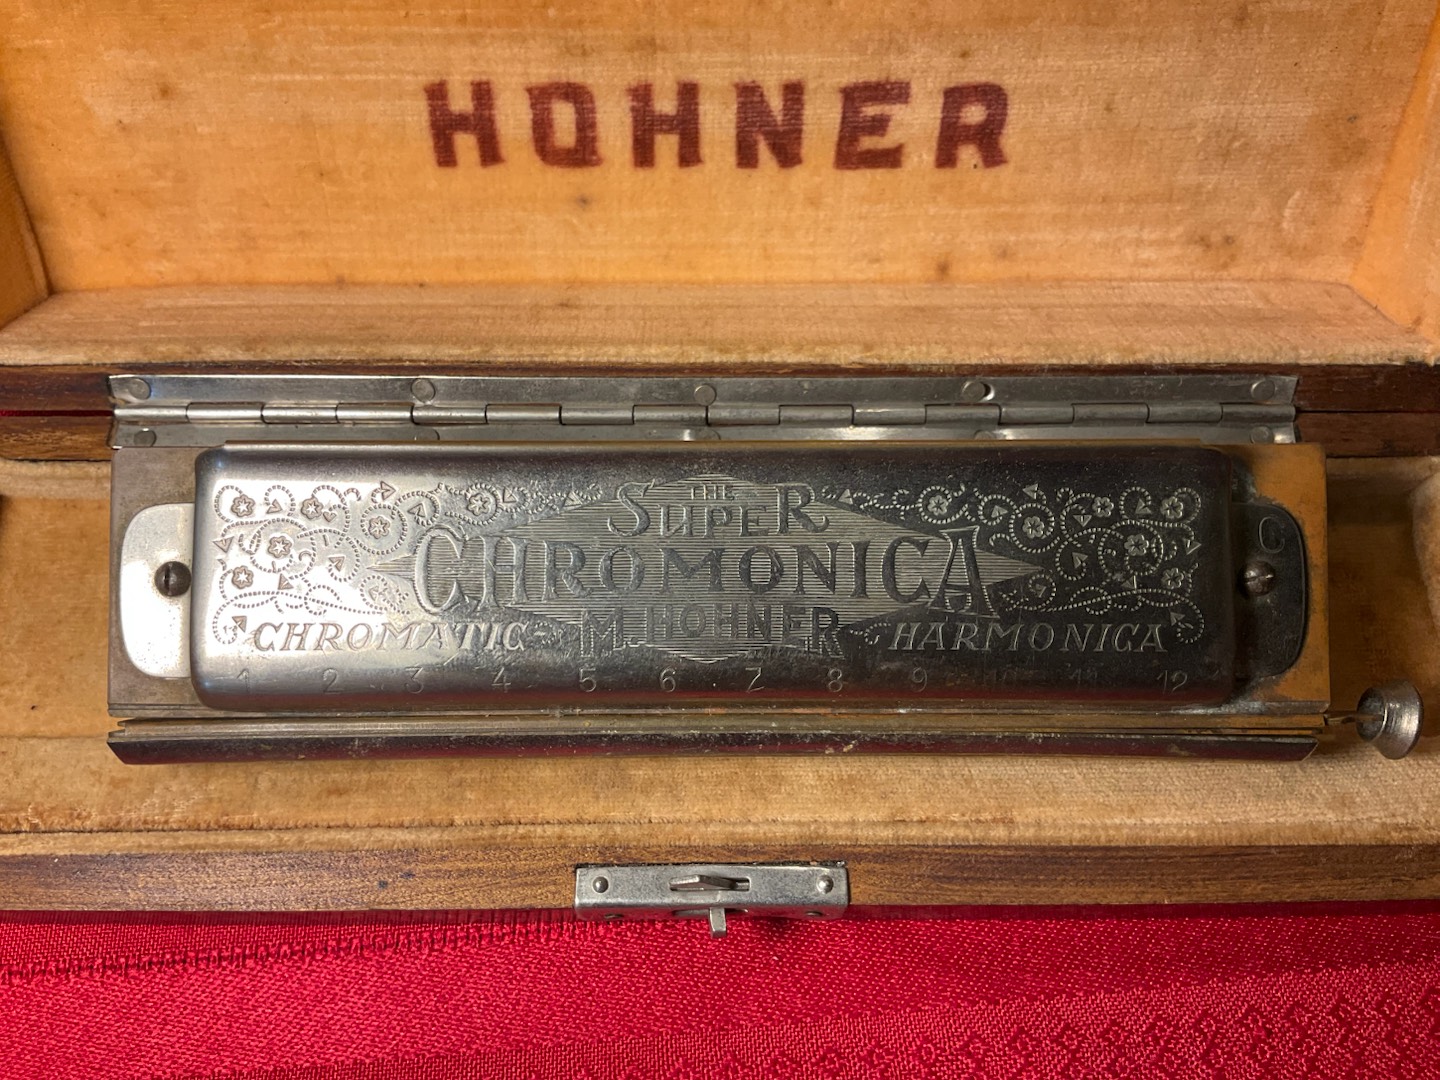 HOHNER
THE
SUPER
CHROMONICA
CHROMATIC - M. HOHNER - HARMONICA
C
1 2 3 4 5 6 7 8 9 10 11 12